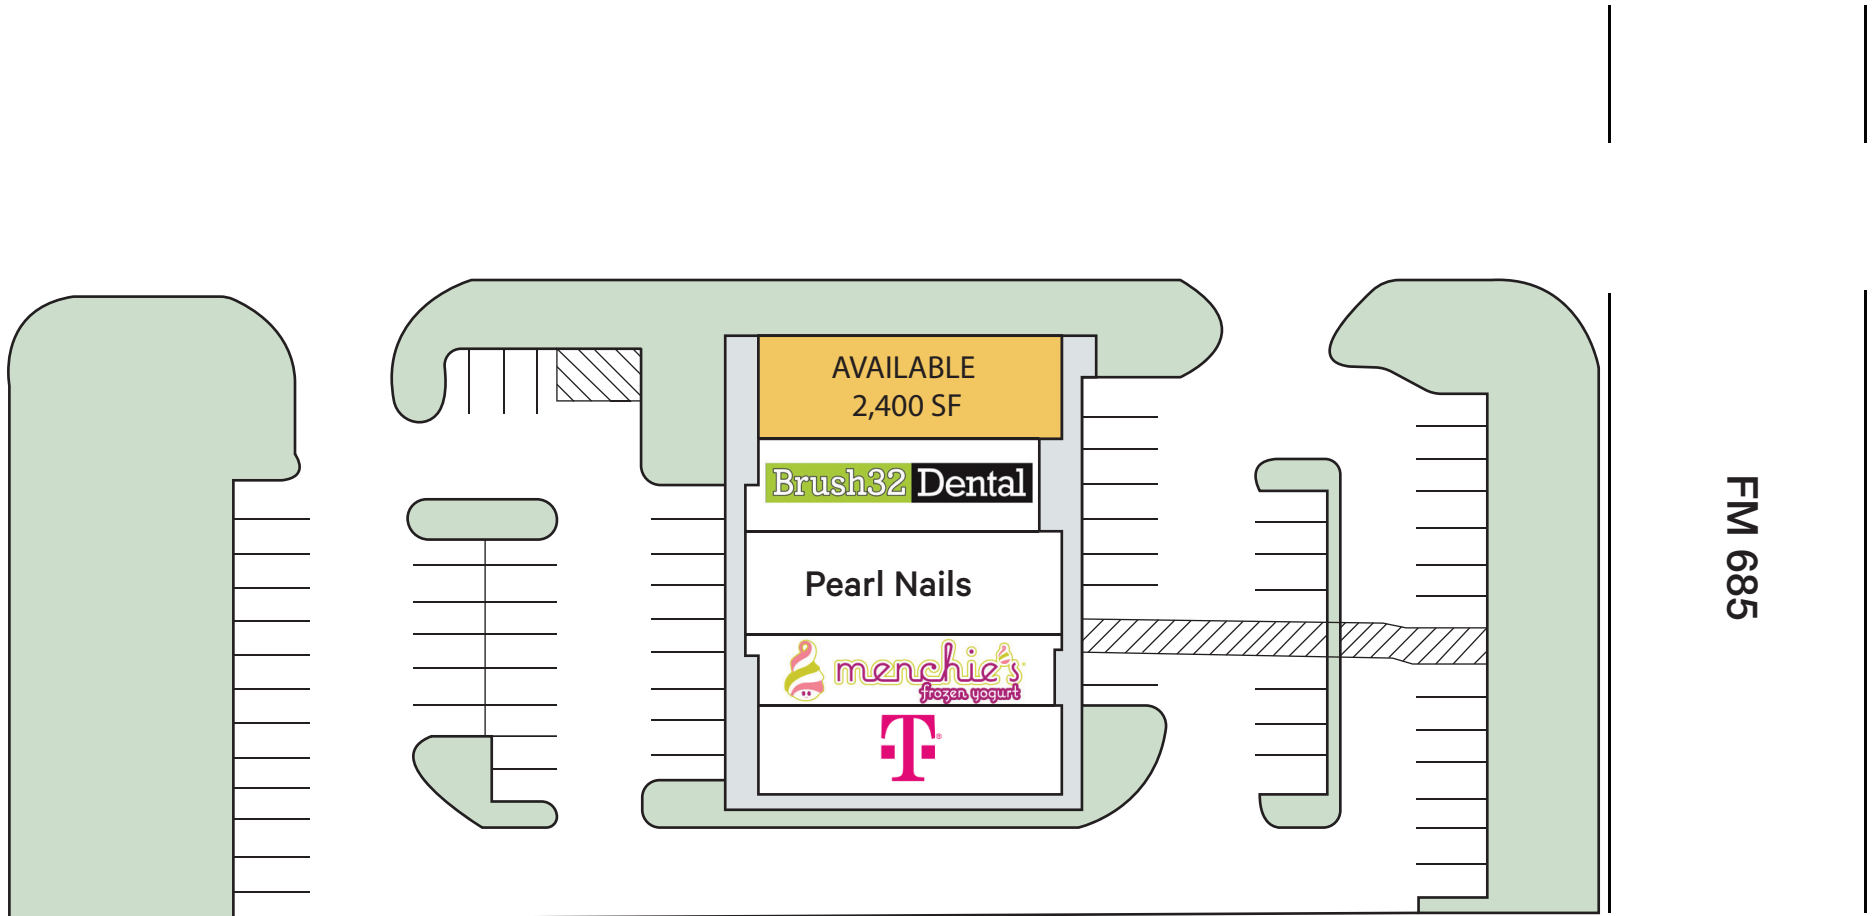 AVAILABLE
2,400 SF
Brush32 Dental
Pearl Nails
menchie's
frozen yogurt
T
FM 685